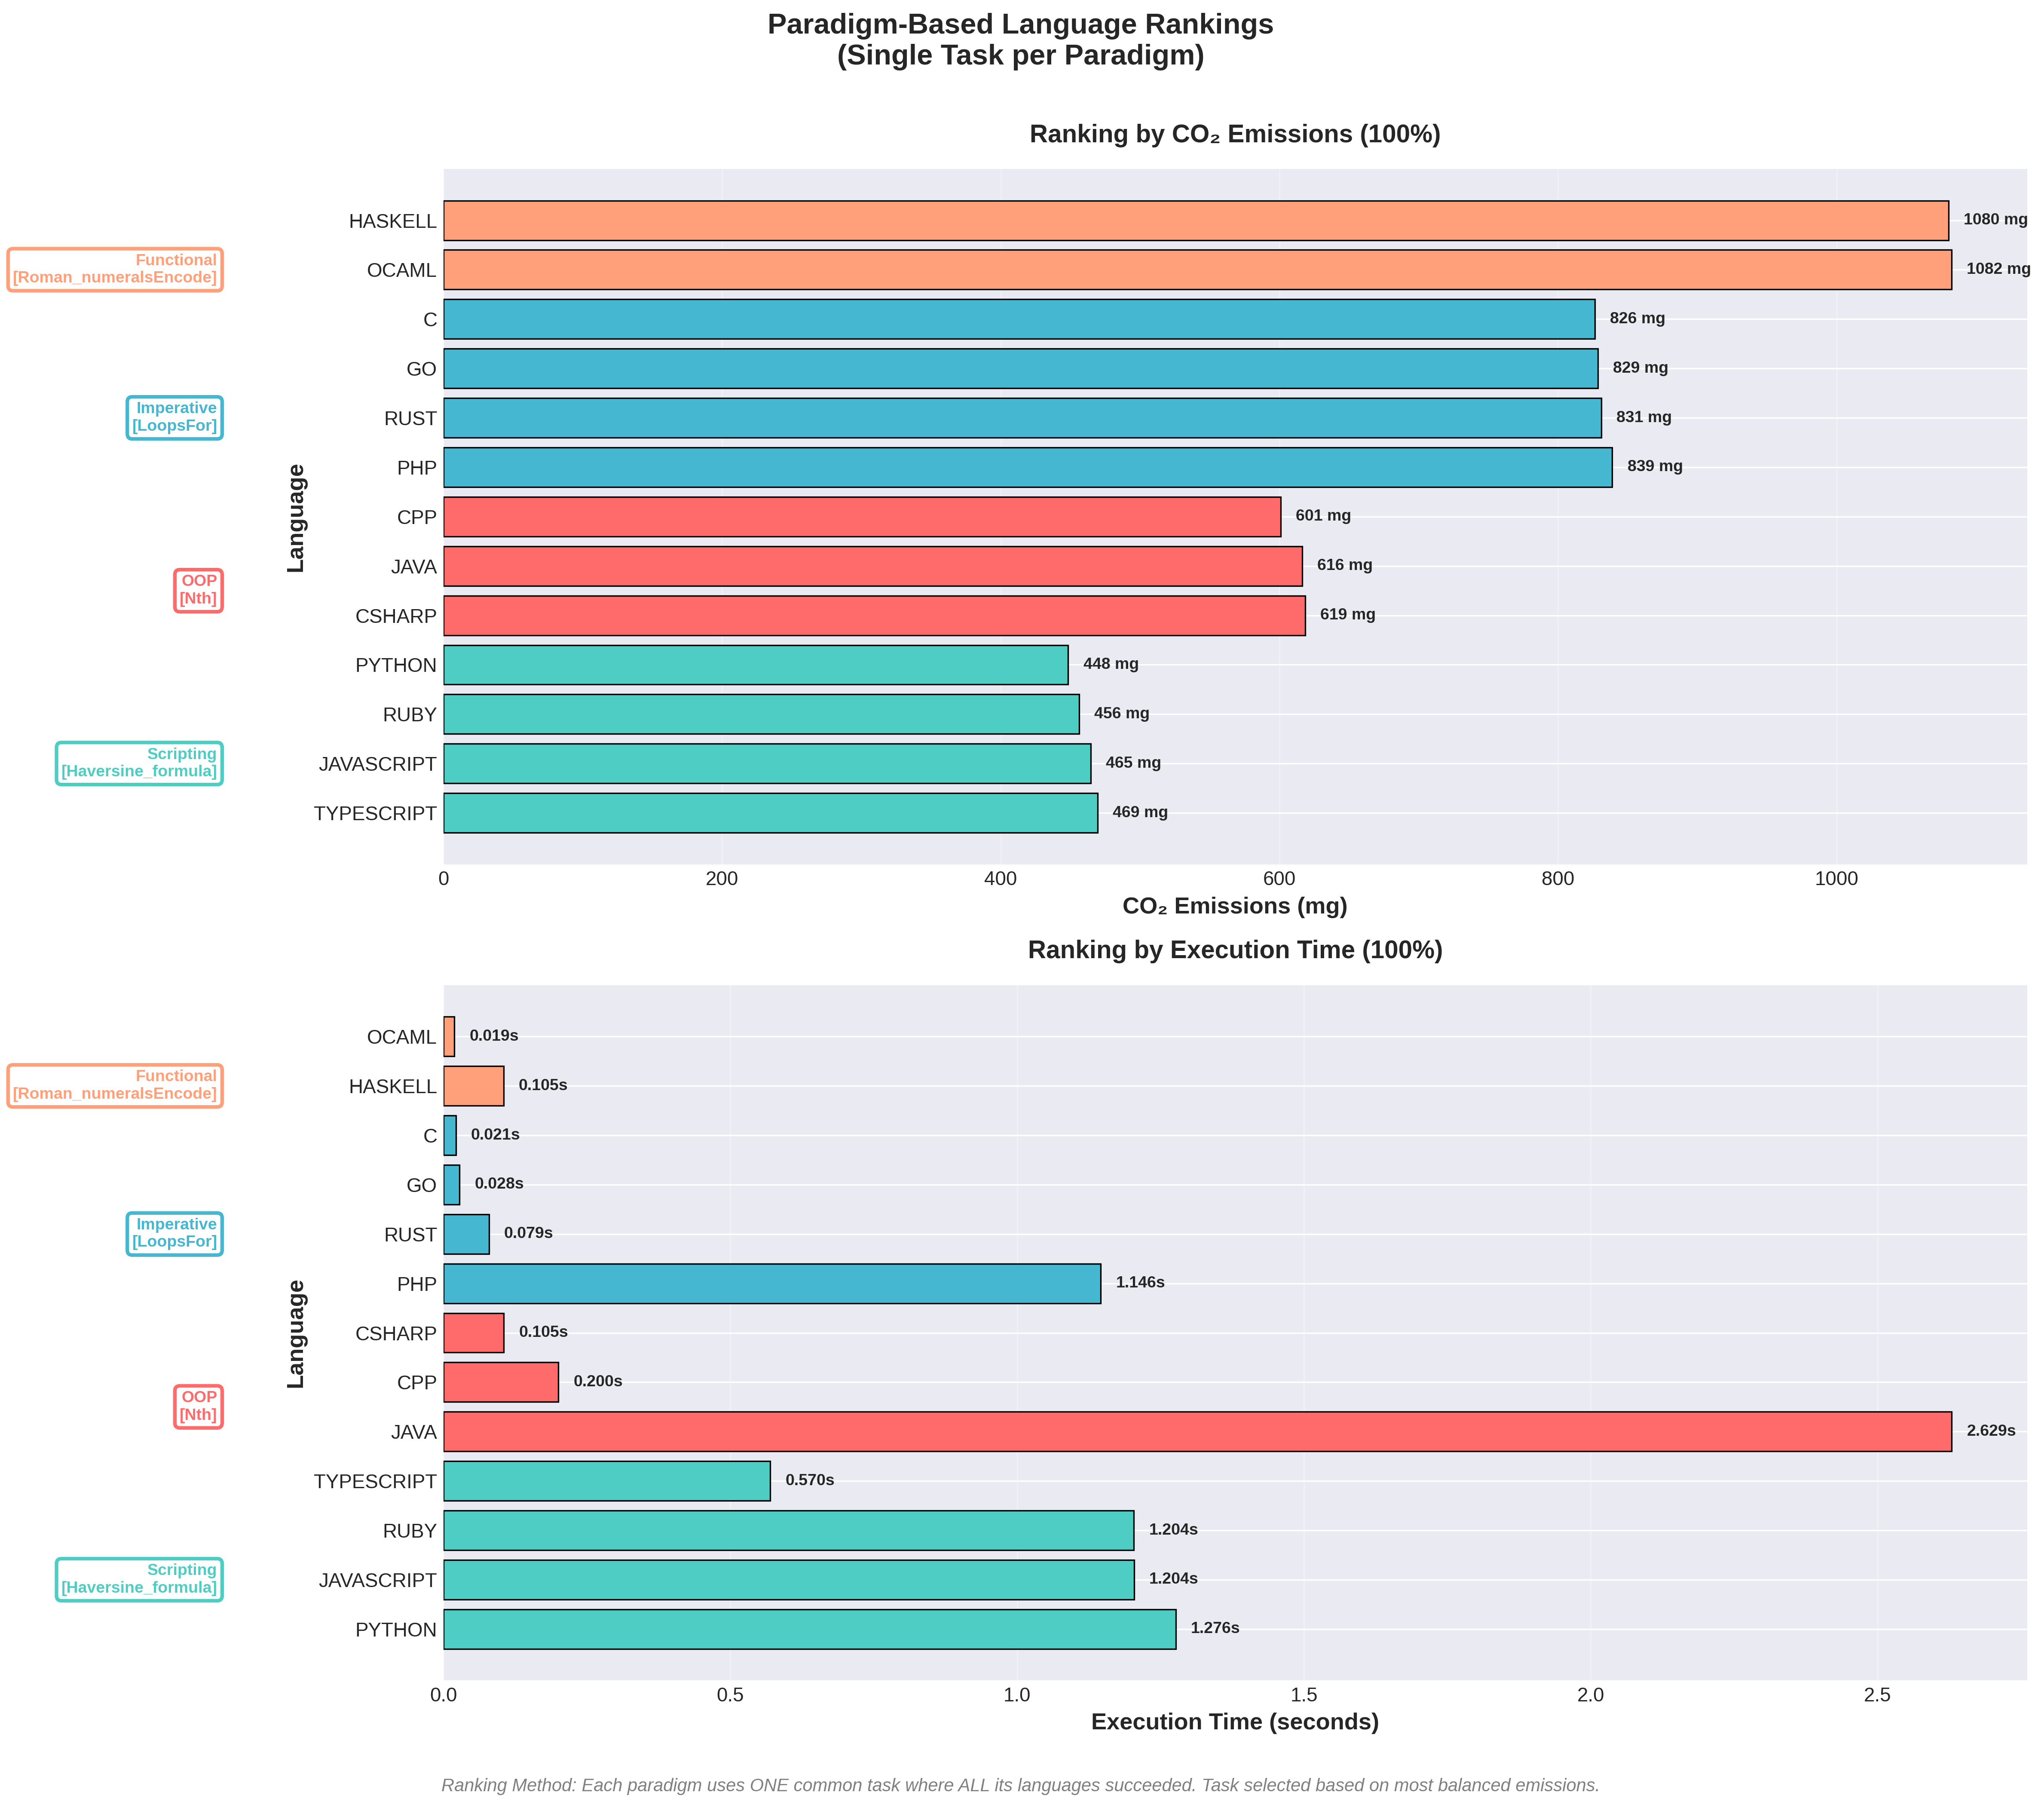 Paradigm-Based Language Rankings
(Single Task per Paradigm)
Ranking by CO₂ Emissions (100%)
HASKELL
1080 mg
Functional
[Roman_numeralsEncode]
OCAML
1082 mg
C
826 mg
GO
829 mg
Imperative
[LoopsFor]
RUST
831 mg
PHP
839 mg
Language
CPP
601 mg
JAVA
616 mg
OOP
[Nth]
CSHARP
619 mg
PYTHON
448 mg
RUBY
456 mg
Scripting
[Haversine_formula]
JAVASCRIPT
465 mg
TYPESCRIPT
469 mg
0 200 400 600 800 1000
CO₂ Emissions (mg)
Ranking by Execution Time (100%)
OCAML
0.019s
Functional
[Roman_numeralsEncode]
HASKELL
0.105s
C
0.021s
GO
0.028s
Imperative
[LoopsFor]
RUST
0.079s
PHP
1.146s
Language
CSHARP
0.105s
CPP
0.200s
OOP
[Nth]
JAVA
2.629s
TYPESCRIPT
0.570s
RUBY
1.204s
Scripting
[Haversine_formula]
JAVASCRIPT
1.204s
PYTHON
1.276s
0.0 0.5 1.0 1.5 2.0 2.5
Execution Time (seconds)
Ranking Method: Each paradigm uses ONE common task where ALL its languages succeeded. Task selected based on most balanced emissions.